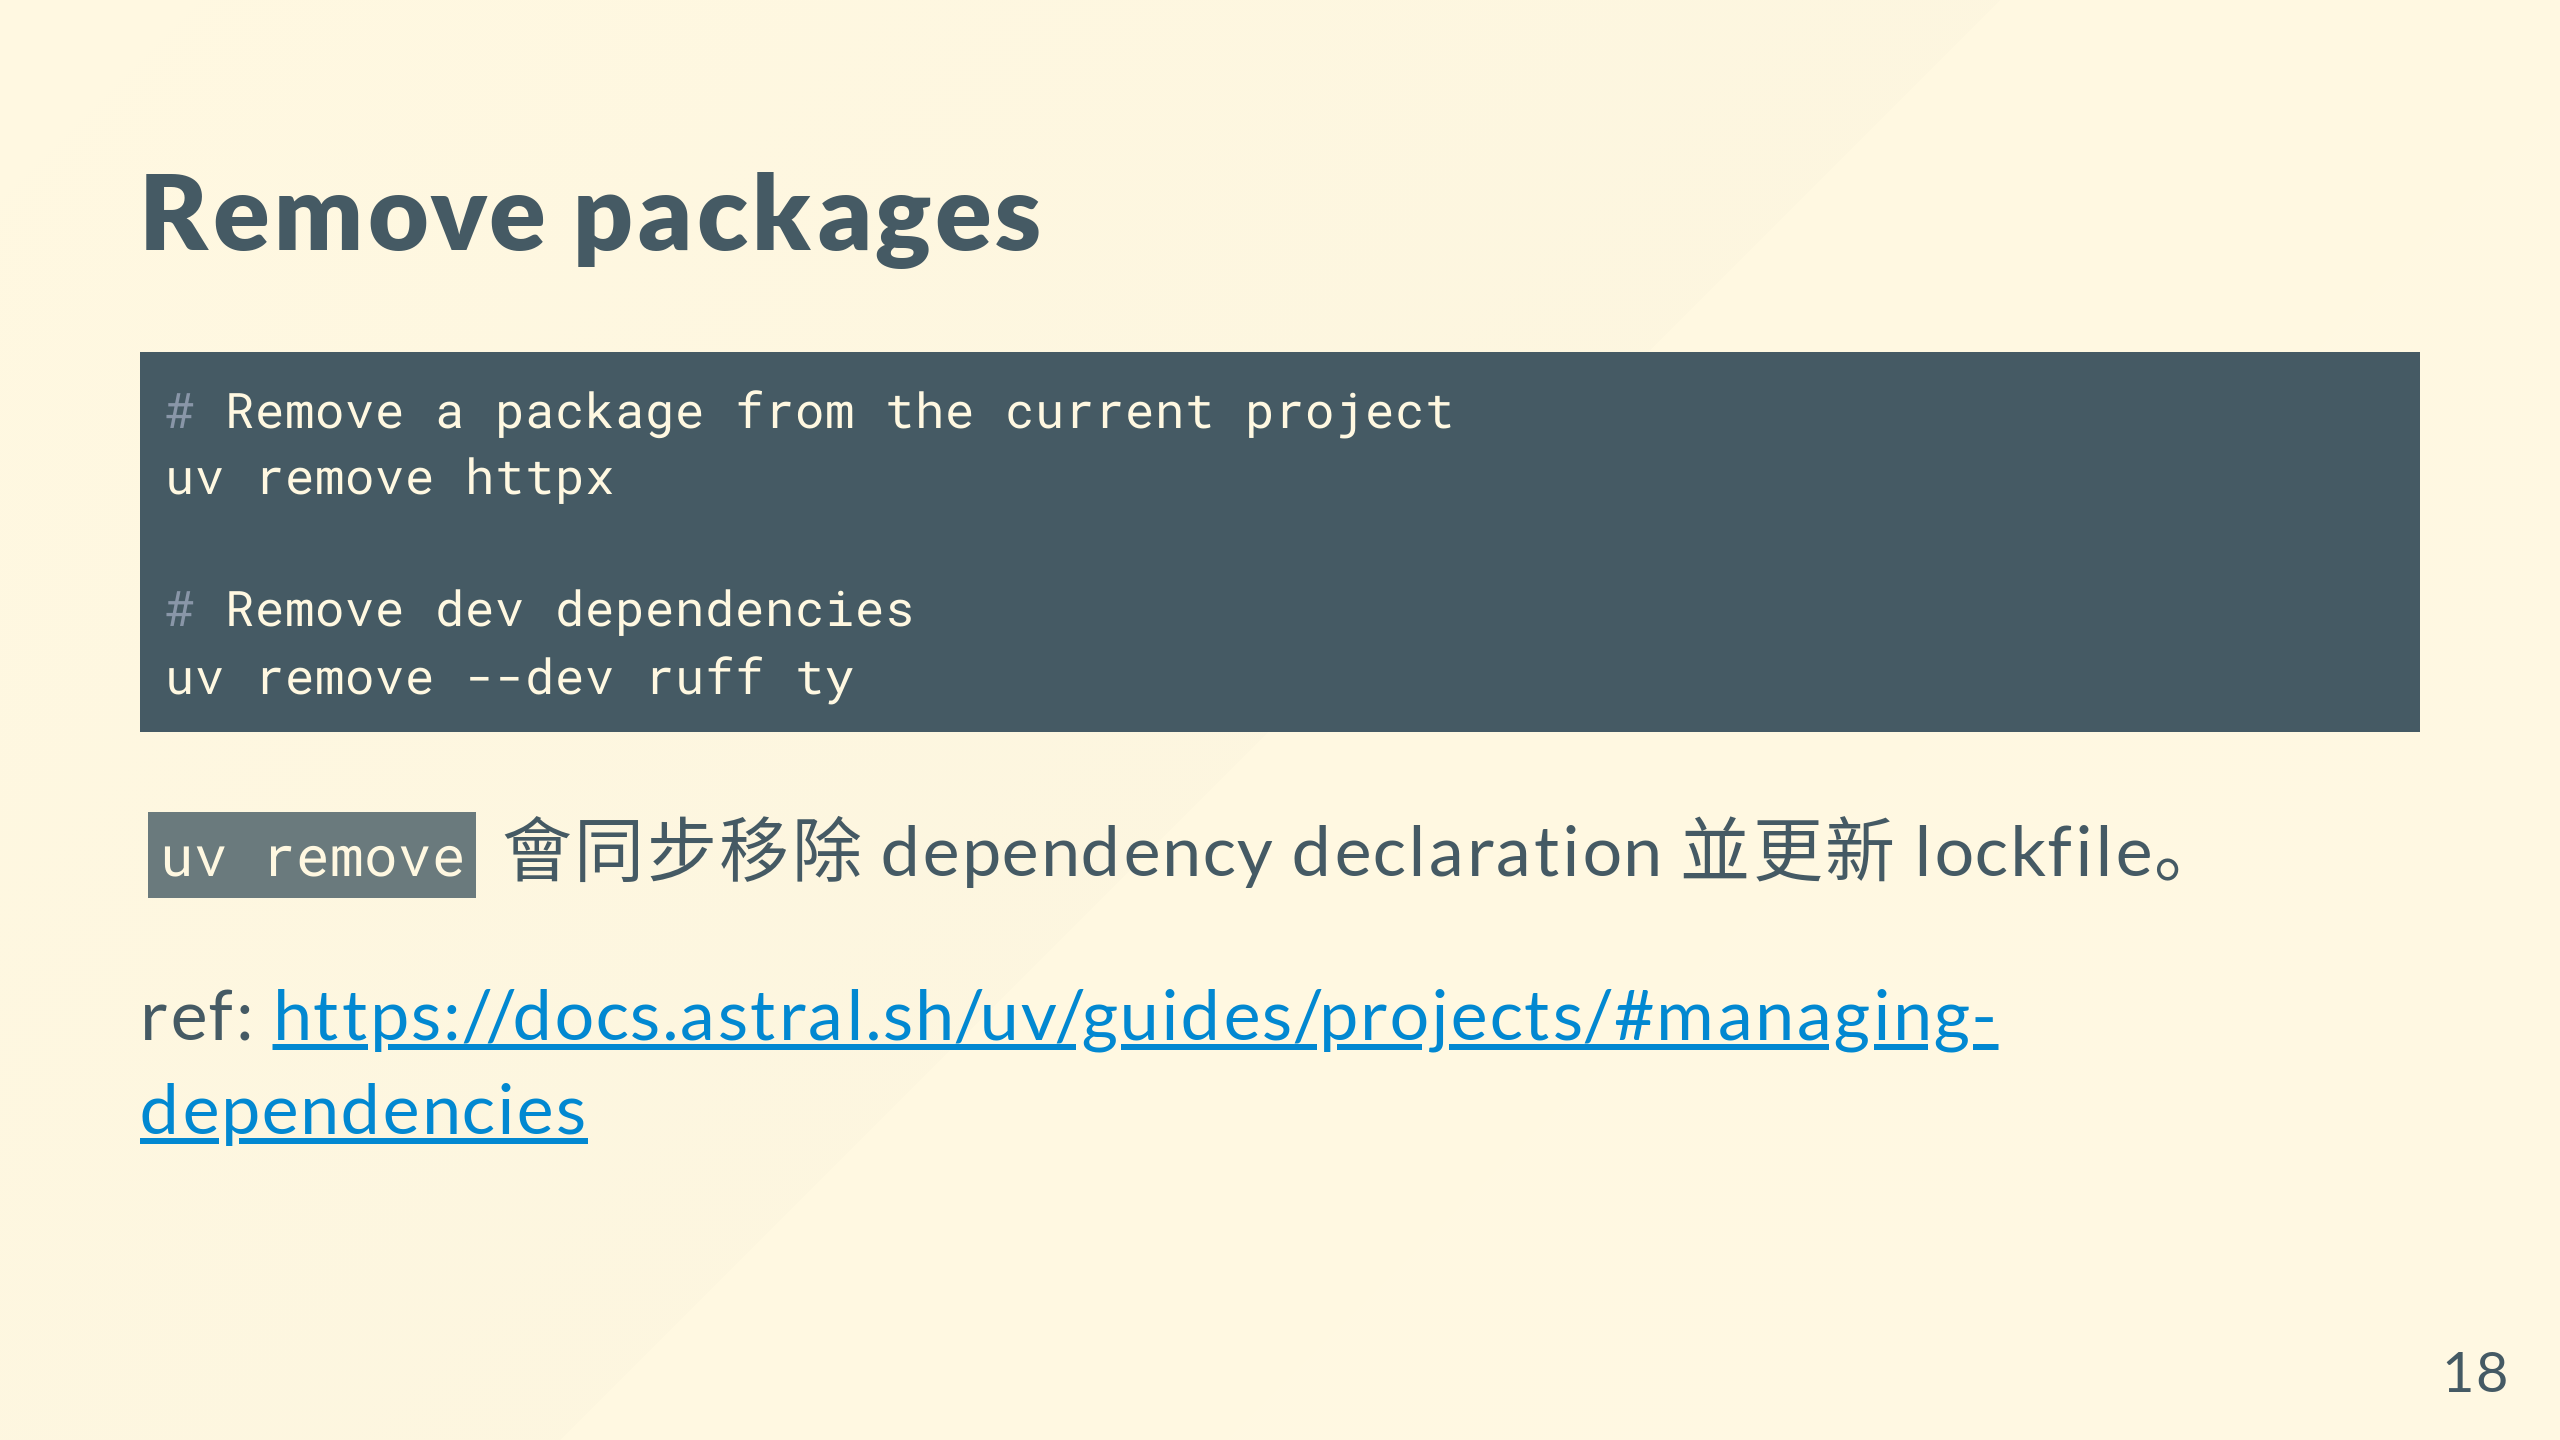 Remove packages
# Remove a package from the current project
uv remove httpx
# Remove dev dependencies
uv remove --dev ruff ty
uv remove 會同步移除 dependency declaration 並更新 lockfile。
ref: https://docs.astral.sh/uv/guides/projects/#managing-
dependencies
18